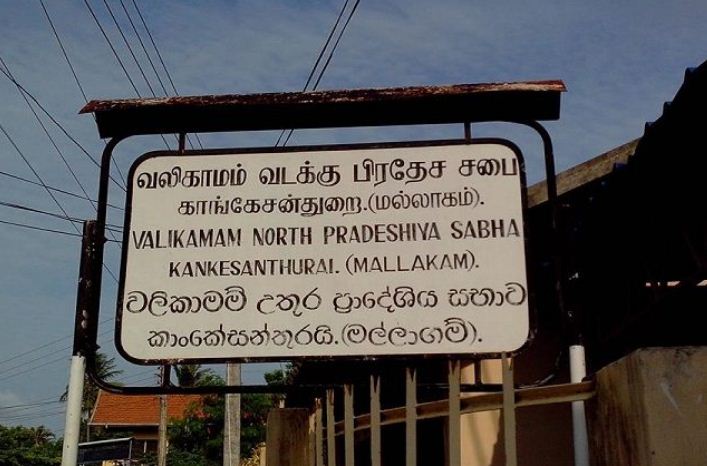 வலிகாமம் வடக்கு பிரதேச சபை
காங்கேசன்துறை.(மல்லாகம்).
VALIKAMAM NORTH PRADESHIYA SABHA
KANKESANTHURAI. (MALLAKAM).
වලිකාමම් උතුර ප්‍රාදේශිය සභාව
කාංකේසන්තුරයි.(මල්ලාගම්).